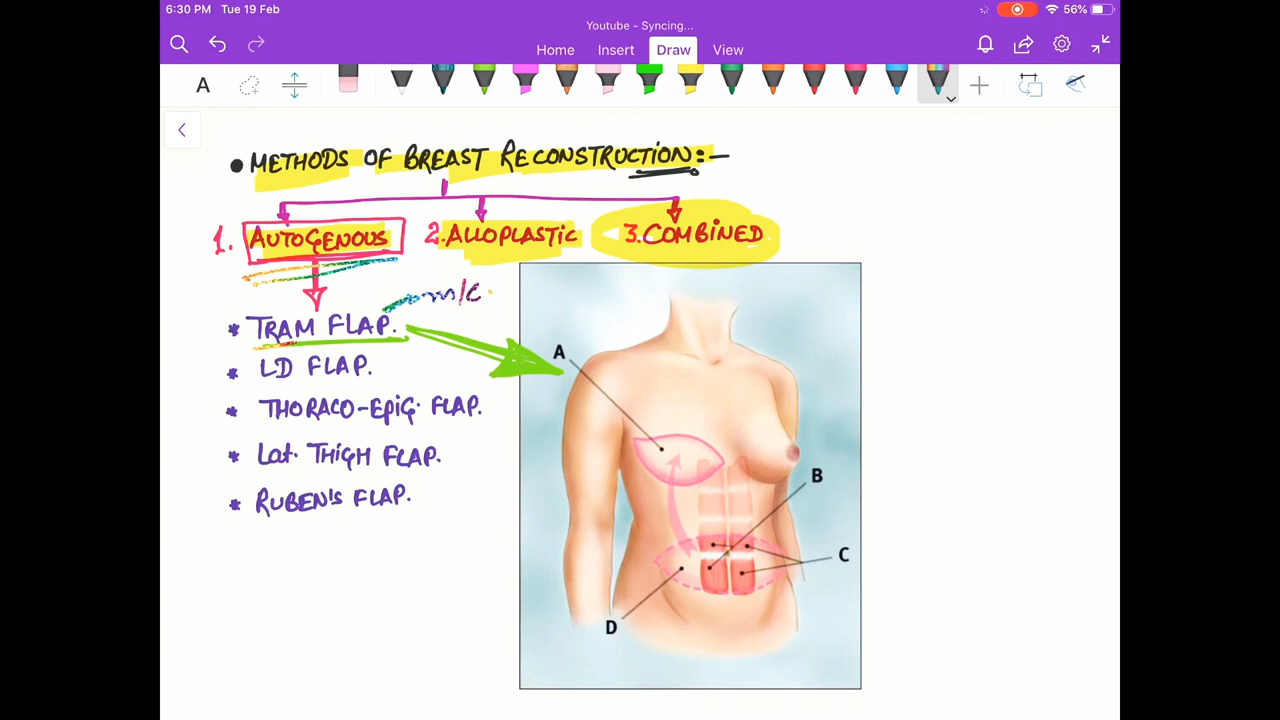 6:30 PM Tue 19 Feb
56%
Youtube - Syncing...
Home Insert Draw View
A
• METHODS OF BREAST RECONSTRUCTION:-
1. AUTOGENOUS 2. ALLOPLASTIC 3. COMBINED
m/c
* TRAM FLAP.
* LD FLAP.
* THORACO-EPIG. FLAP.
* Lat. THIGH FLAP.
* RUBEN'S FLAP.
A
B
C
D